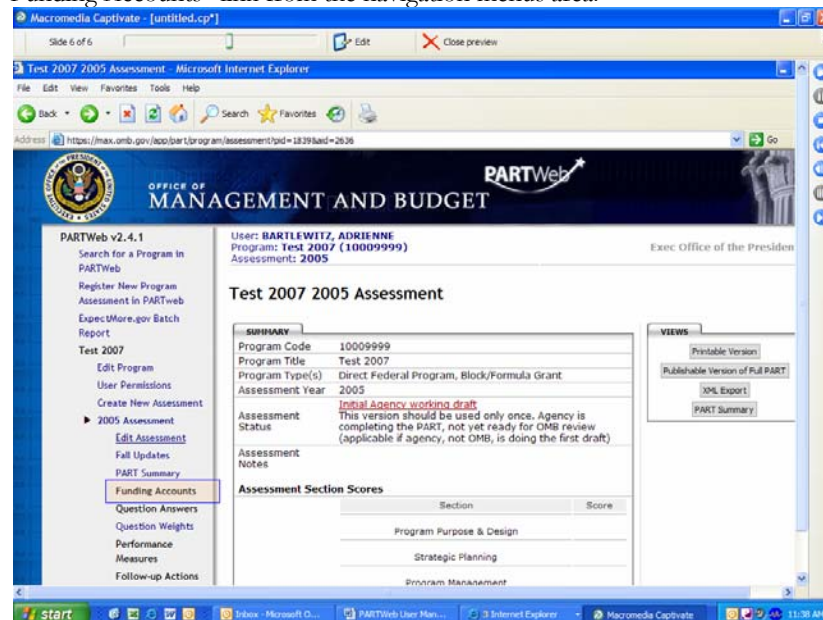 Funding Accounts" link from the navigation menus area.
Macromedia Captivate - [untitled.cp*]
Slide 6 of 6
Edit
Close preview
Test 2007 2005 Assessment - Microsoft Internet Explorer
File Edit View Favorites Tools Help
Back
Search
Favorites
Address
https://max.omb.gov/app/part/program/assessment?pid=1839&aid=2636
Go
OFFICE OF
MANAGEMENT AND BUDGET
PARTWeb
PARTWeb v2.4.1
Search for a Program in
PARTWeb
Register New Program
Assessment in PARTweb
ExpectMore.gov Batch
Report
Test 2007
Edit Program
User Permissions
Create New Assessment
2005 Assessment
Edit Assessment
Fall Updates
PART Summary
Funding Accounts
Question Answers
Question Weights
Performance
Measures
Follow-up Actions
User: BARTLEWITZ, ADRIENNE
Program: Test 2007 (10009999)
Assessment: 2005
Exec Office of the Presiden
Test 2007 2005 Assessment
SUMMARY
Program Code 10009999
Program Title Test 2007
Program Type(s) Direct Federal Program, Block/Formula Grant
Assessment Year 2005
Assessment
Status
Initial Agency working draft
This version should be used only once. Agency is
completing the PART, not yet ready for OMB review
(applicable if agency, not OMB, is doing the first draft)
Assessment
Notes
Assessment Section Scores
Section Score
Program Purpose & Design
Strategic Planning
Program Management
VIEWS
Printable Version
Publishable Version of Full PART
XML Export
PART Summary
start
Inbox - Microsoft O...
PARTWeb User Man...
3 Internet Explorer
Macromedia Captivate
11:38 AM